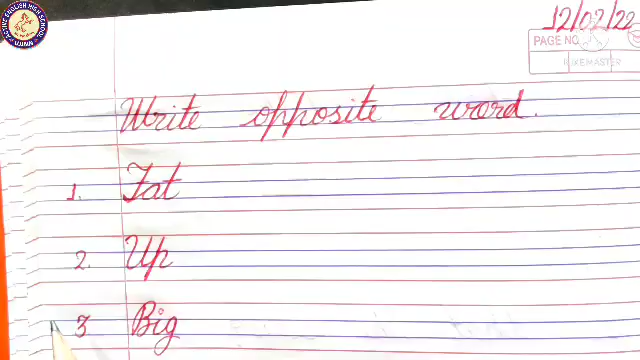 12/02/22
PAGE NO
Write opposite word.
1. Fat
2. Up
3 Big